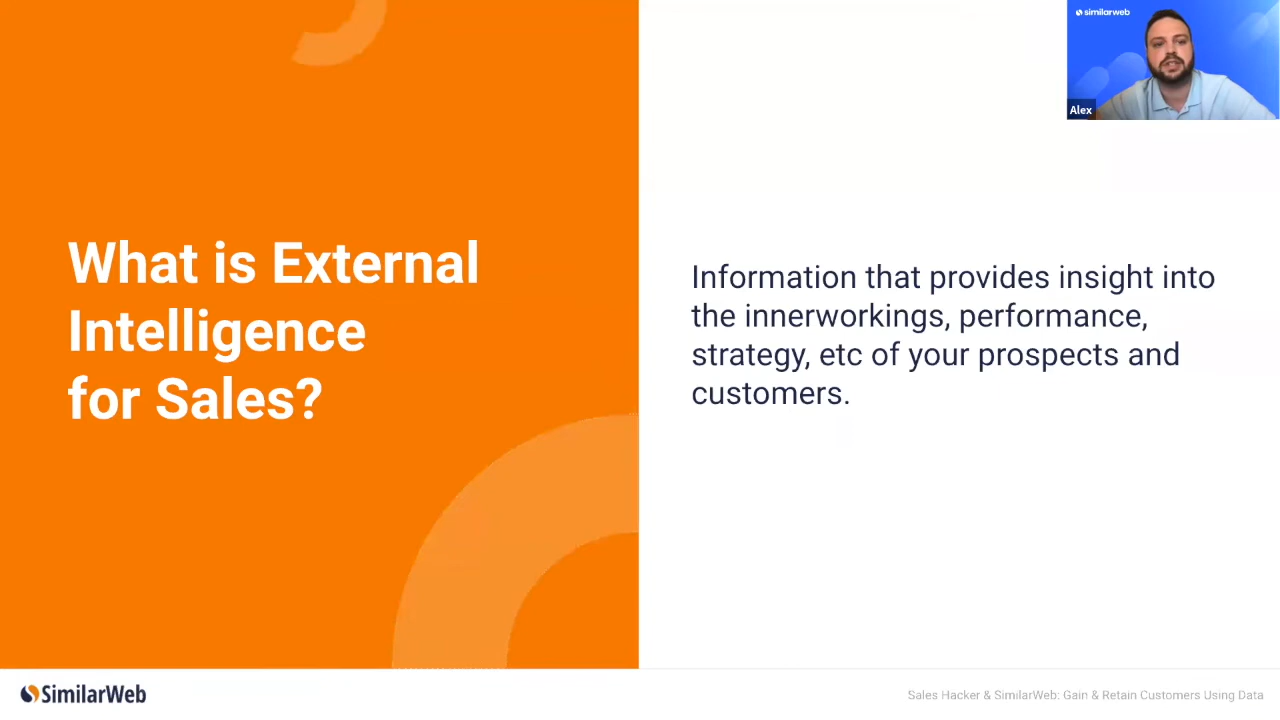 similarweb
Alex
What is External
Intelligence
for Sales?
Information that provides insight into
the innerworkings, performance,
strategy, etc of your prospects and
customers.
SimilarWeb
Sales Hacker & SimilarWeb: Gain & Retain Customers Using Data